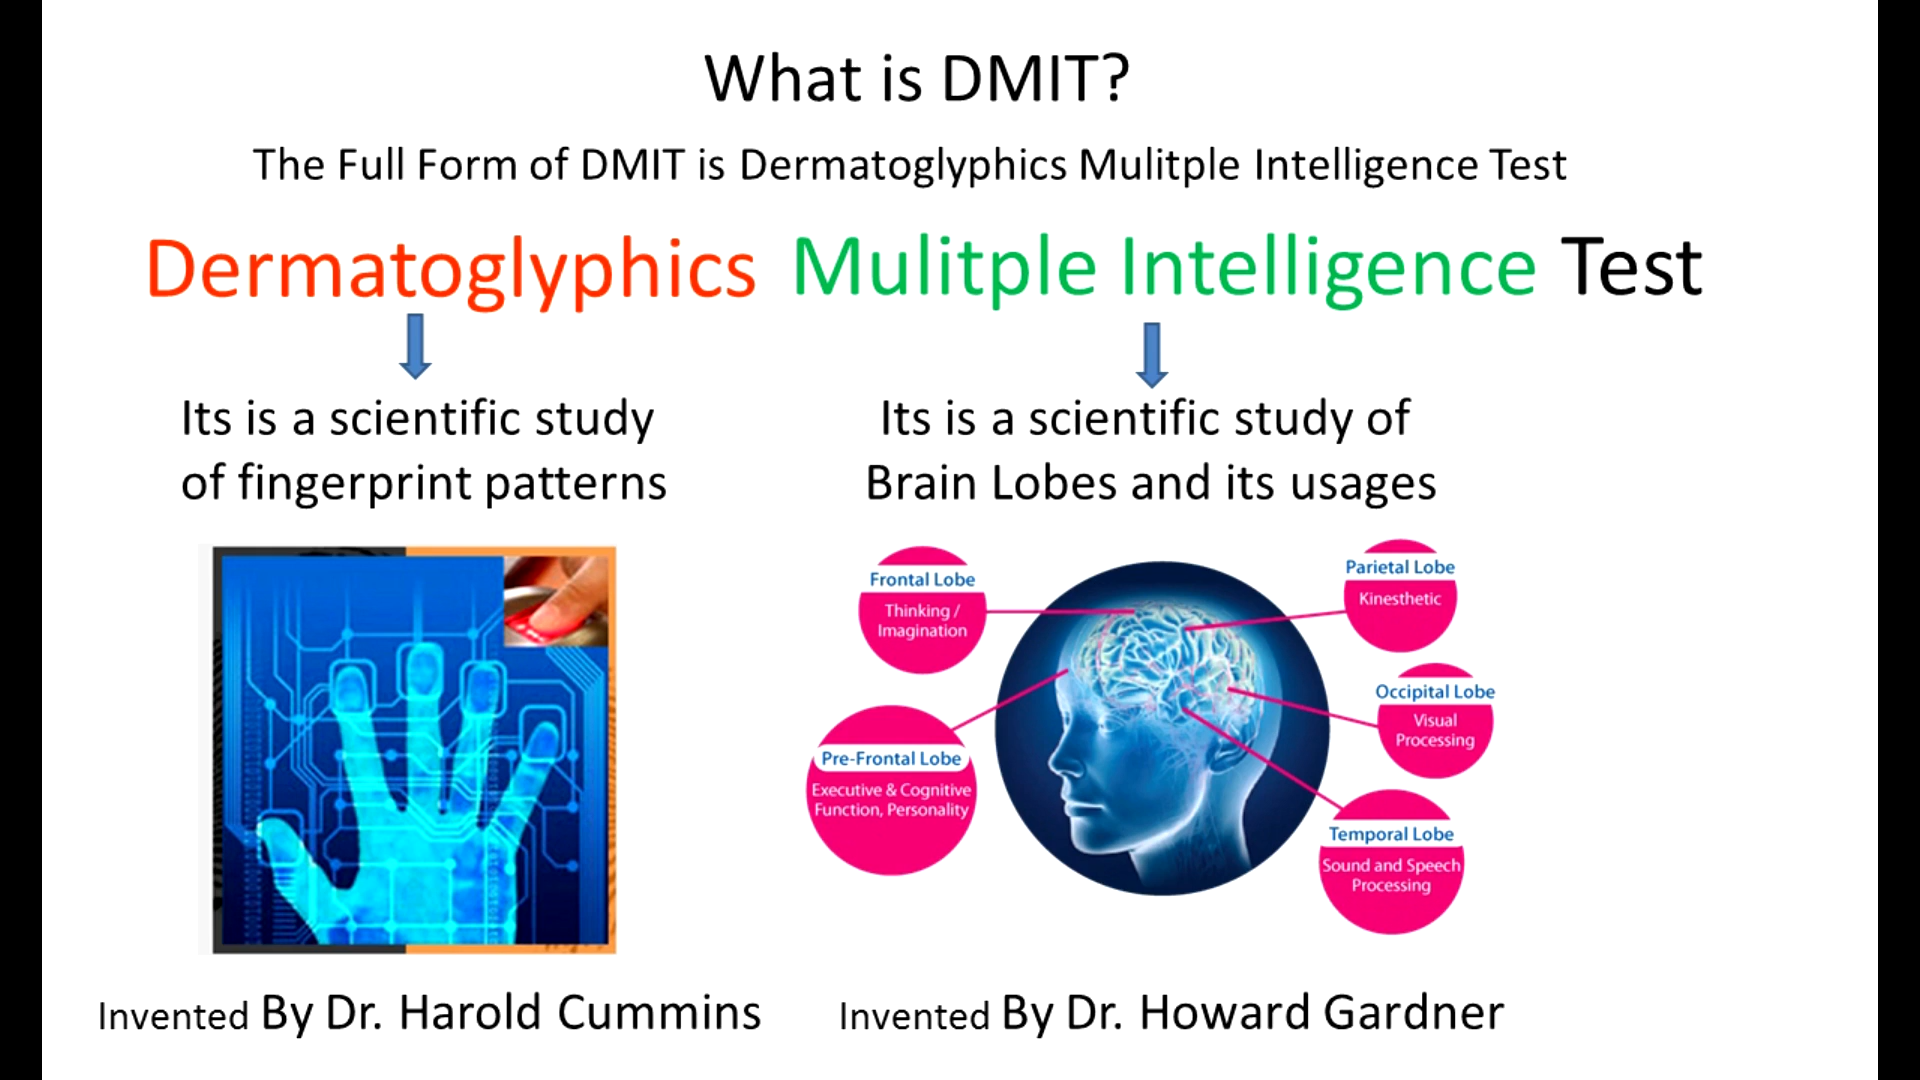 What is DMIT?
The Full Form of DMIT is Dermatoglyphics Mulitple Intelligence Test
Dermatoglyphics Mulitple Intelligence Test
Its is a scientific study
of fingerprint patterns
Its is a scientific study of
Brain Lobes and its usages
Frontal Lobe
Thinking /
Imagination
Pre-Frontal Lobe
Executive & Cognitive
Function, Personality
Parietal Lobe
Kinesthetic
Occipital Lobe
Visual
Processing
Temporal Lobe
Sound and Speech
Processing
Invented By Dr. Harold Cummins
Invented By Dr. Howard Gardner